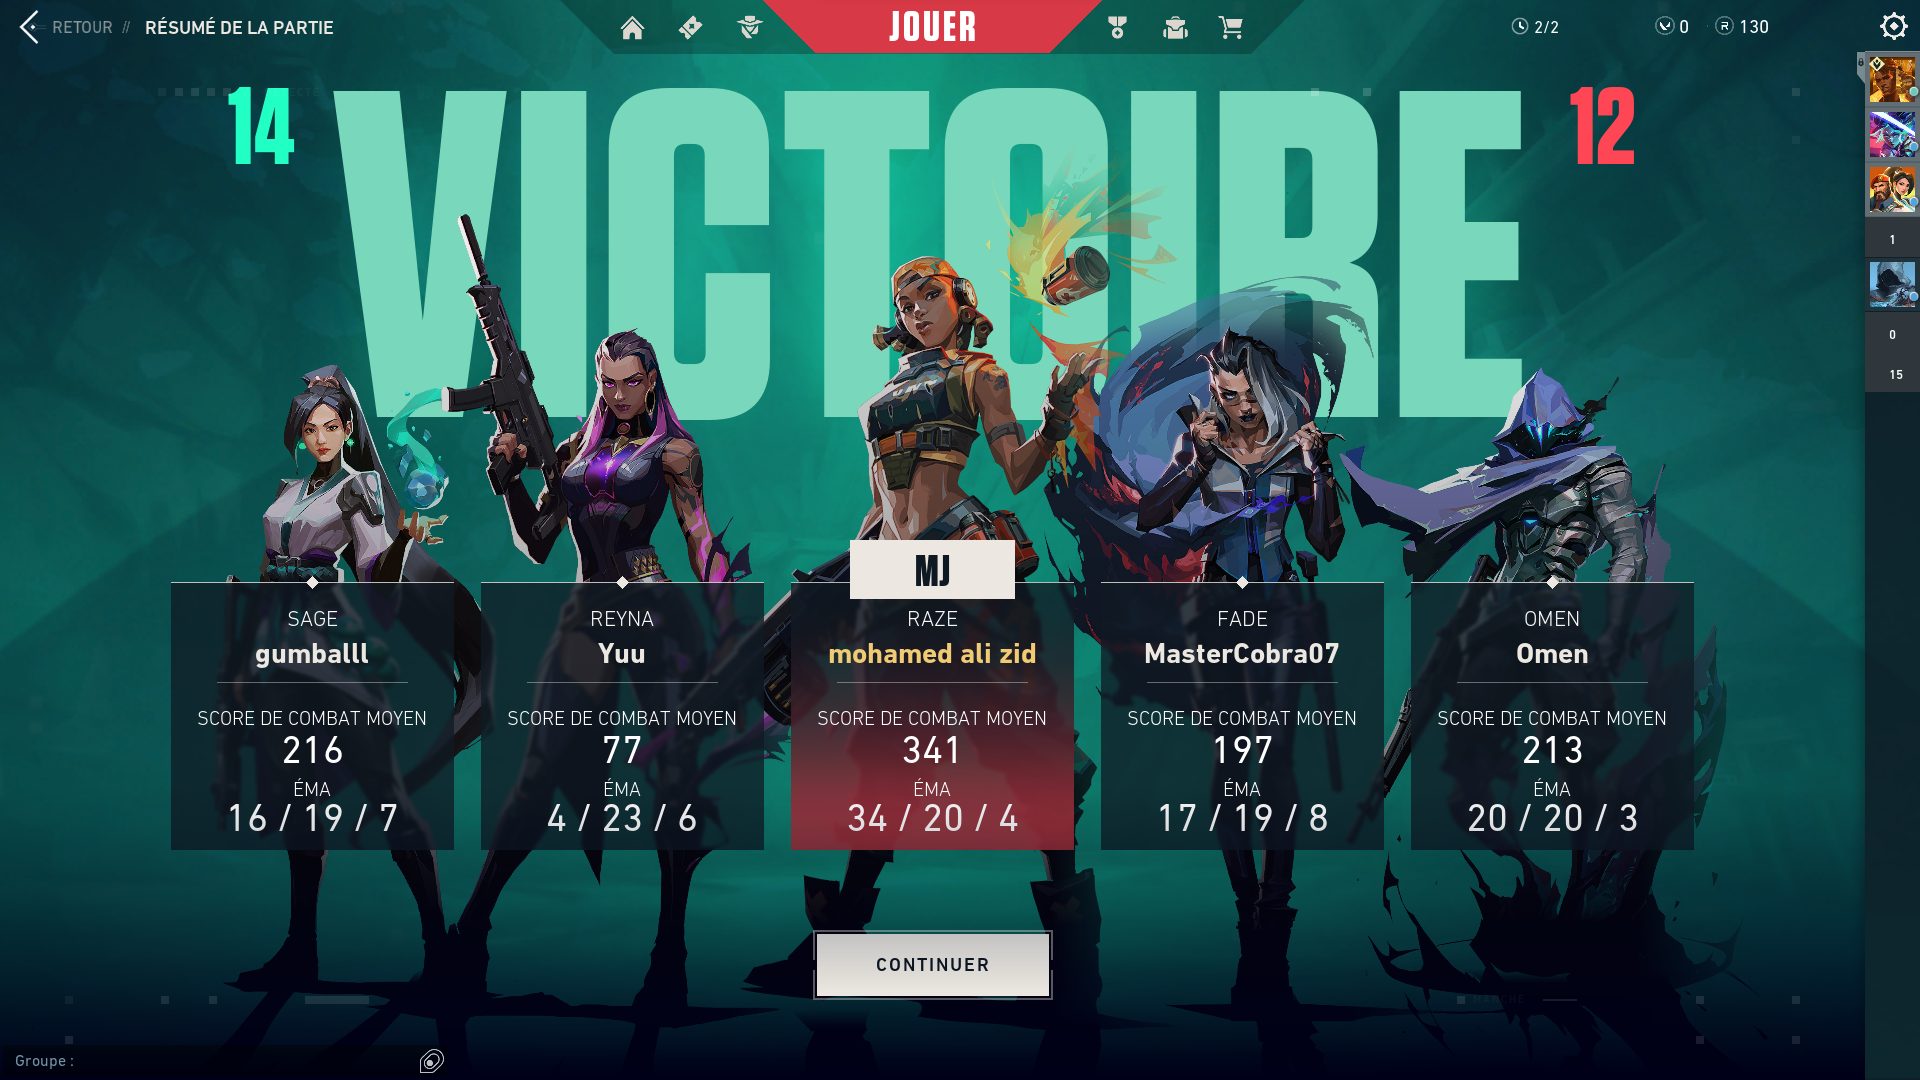 RETOUR // RÉSUMÉ DE LA PARTIE
JOUER
2/2
0
130
14
VICTOIRE
12
1
0
15
MJ
SAGE
gumballl
SCORE DE COMBAT MOYEN
216
ÉMA
16 / 19 / 7
REYNA
Yuu
SCORE DE COMBAT MOYEN
77
ÉMA
4 / 23 / 6
RAZE
mohamed ali zid
SCORE DE COMBAT MOYEN
341
ÉMA
34 / 20 / 4
FADE
MasterCobra07
SCORE DE COMBAT MOYEN
197
ÉMA
17 / 19 / 8
OMEN
Omen
SCORE DE COMBAT MOYEN
213
ÉMA
20 / 20 / 3
CONTINUER
Groupe :